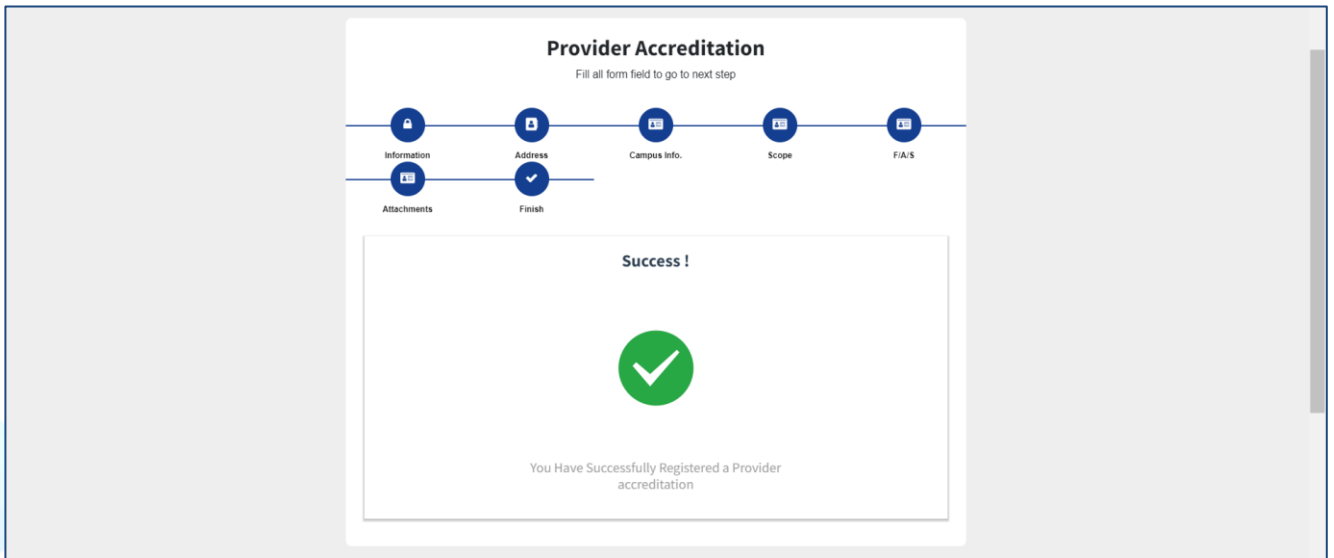 Provider Accreditation
Fill all form field to go to next step
Information
Address
Campus Info.
Scope
F/A/S
Attachments
Finish
Success !
You Have Successfully Registered a Provider
accreditation